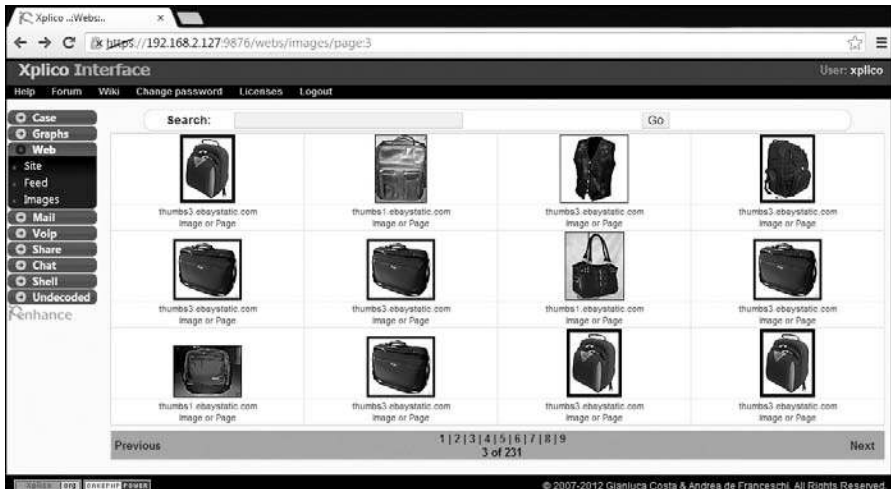 Xplico ..:Webs:..
https://192.168.2.127:9876/webs/images/page:3
Xplico Interface
User: xplico
Help Forum Wiki Change password Licenses Logout
Case
Graphs
Web
Site
Feed
Images
Mail
Voip
Share
Chat
Shell
Undecoded
enhance
Search:
Go
thumbs3.ebaystatic.com
Image or Page
thumbs1.ebaystatic.com
Image or Page
thumbs3.ebaystatic.com
Image or Page
thumbs3.ebaystatic.com
Image or Page
thumbs3.ebaystatic.com
Image or Page
thumbs3.ebaystatic.com
Image or Page
thumbs1.ebaystatic.com
Image or Page
thumbs3.ebaystatic.com
Image or Page
thumbs1.ebaystatic.com
Image or Page
thumbs3.ebaystatic.com
Image or Page
thumbs3.ebaystatic.com
Image or Page
thumbs3.ebaystatic.com
Image or Page
Previous
1 | 2 | 3 | 4 | 5 | 6 | 7 | 8 | 9
3 of 231
Next
xplico .org CAKEPHP POWER
© 2007-2012 Gianluca Costa & Andrea de Franceschi. All Rights Reserved.